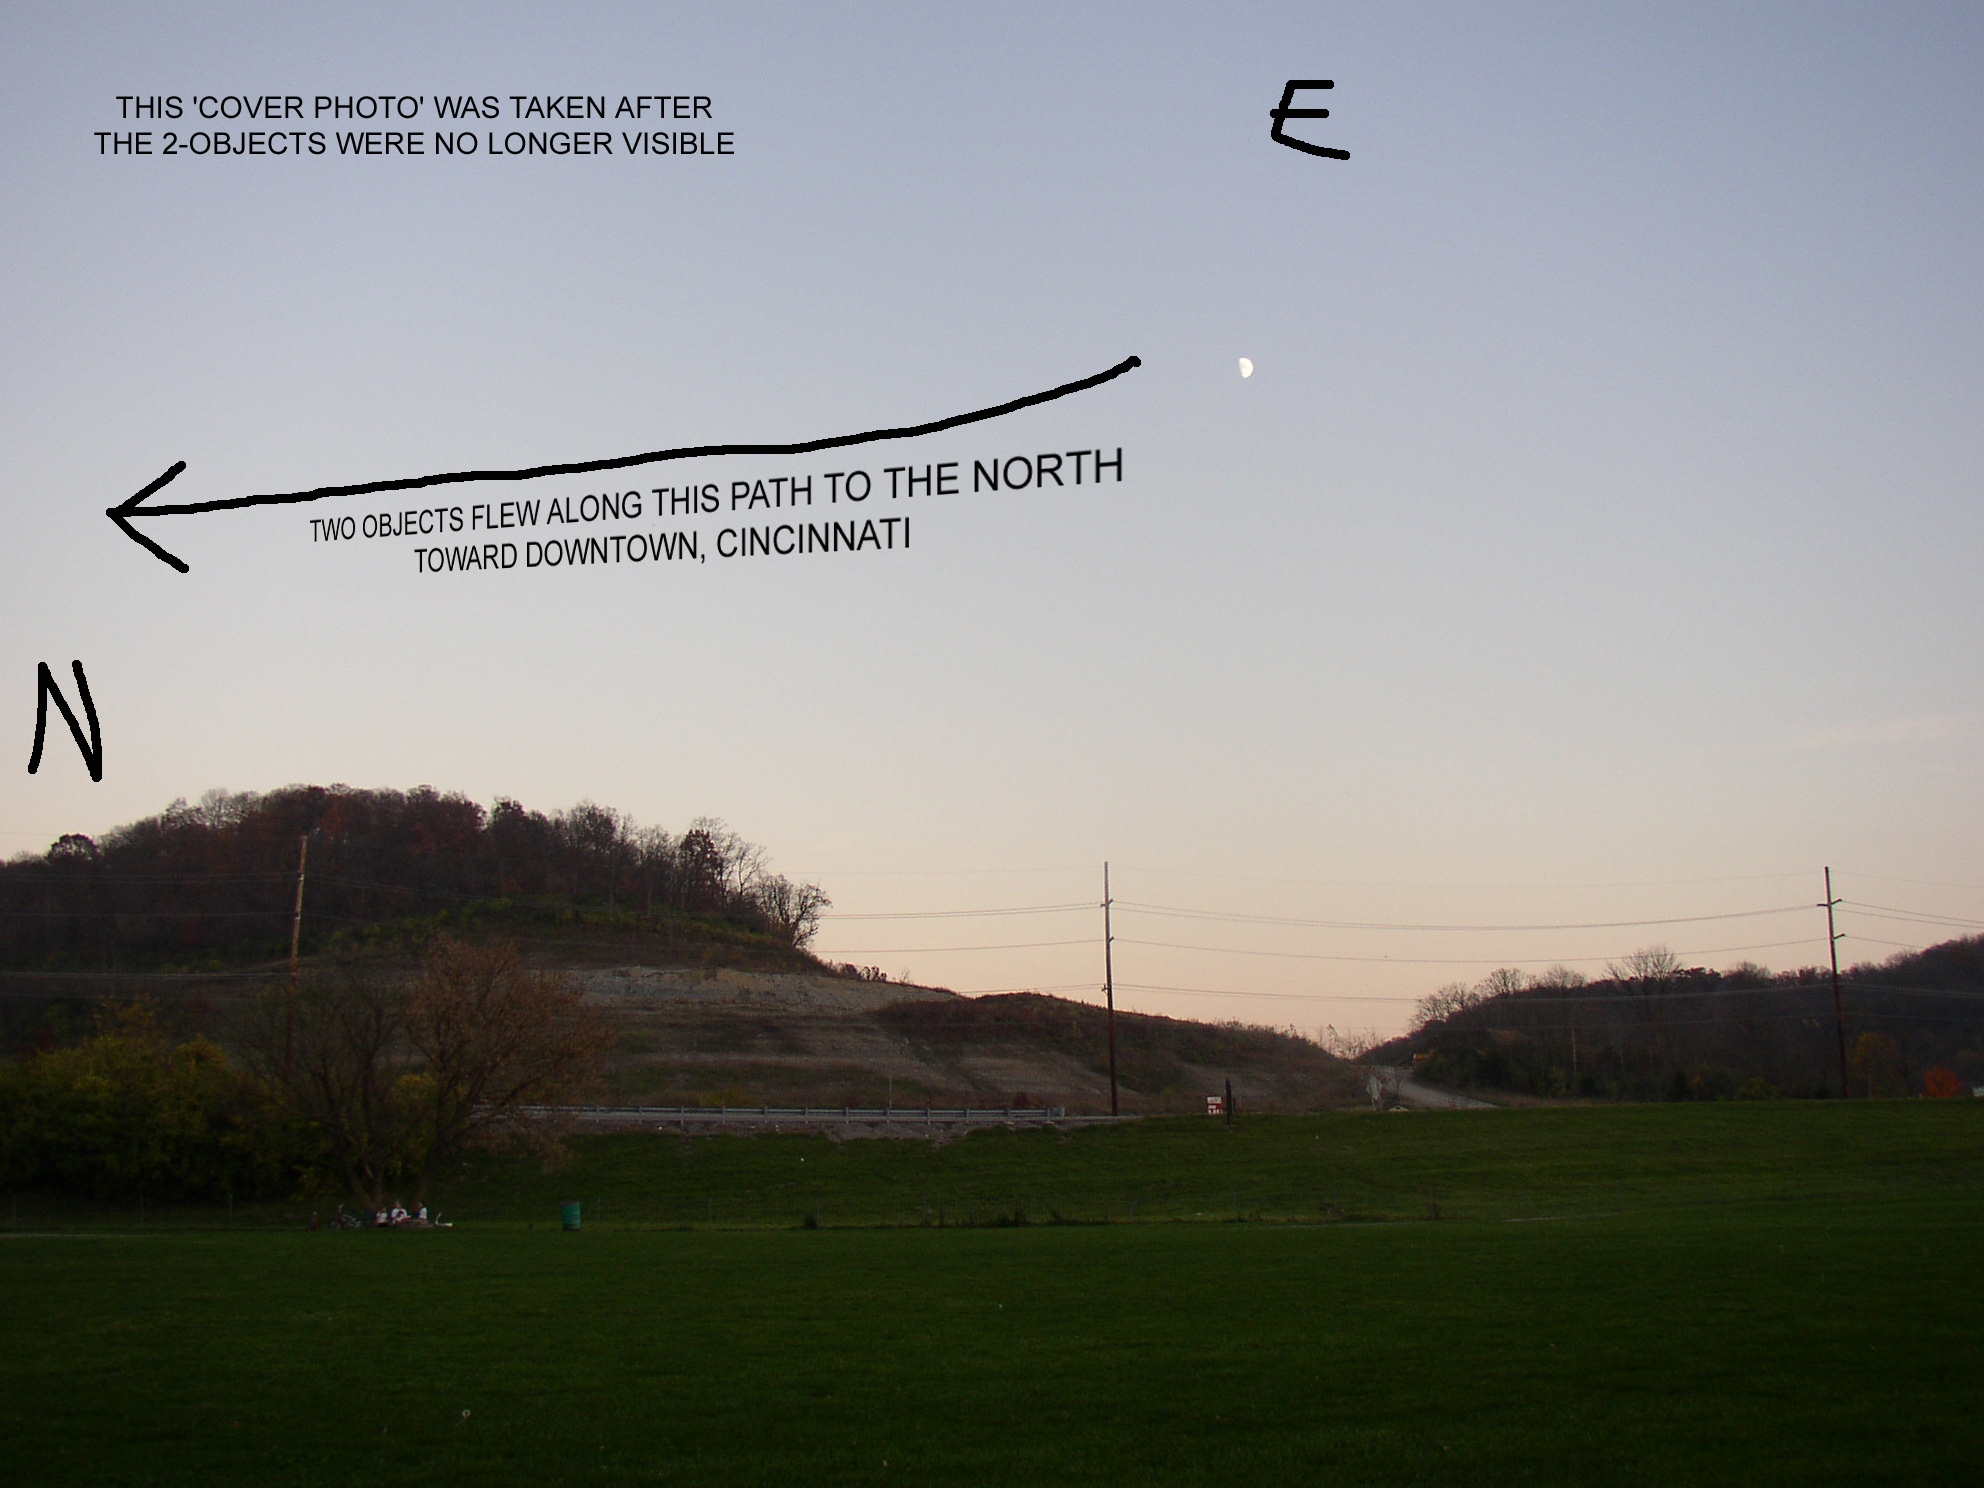 THIS 'COVER PHOTO' WAS TAKEN AFTER
THE 2-OBJECTS WERE NO LONGER VISIBLE
E
TWO OBJECTS FLEW ALONG THIS PATH TO THE NORTH
TOWARD DOWNTOWN, CINCINNATI
N